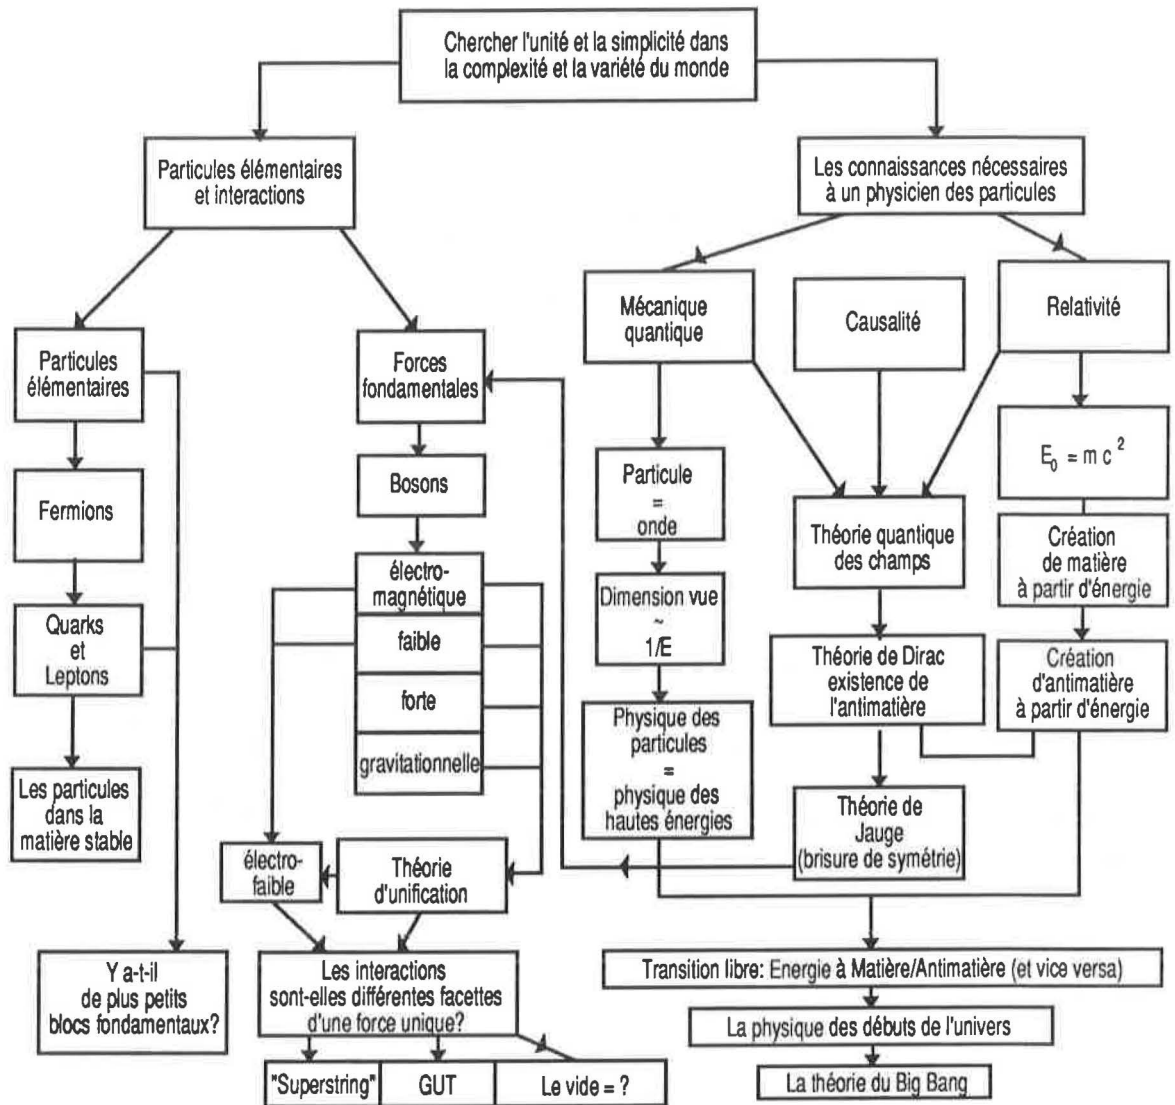 Chercher l'unité et la simplicité dans
la complexité et la variété du monde
Particules élémentaires
et interactions
Les connaissances nécessaires
à un physicien des particules
Mécanique
quantique
Causalité
Relativité
Particules
élémentaires
Forces
fondamentales
E₀ = m c ²
Fermions
Bosons
Particule
=
onde
Théorie quantique
des champs
Création
de matière
à partir d'énergie
Quarks
et
Leptons
électro-
magnétique
faible
forte
gravitationnelle
Dimension vue
~
1/E
Théorie de Dirac
existence de
l'antimatière
Création
d'antimatière
à partir d'énergie
Physique des
particules
=
physique des
hautes énergies
Les particules
dans la
matière stable
Théorie de
Jauge
(brisure de symétrie)
électro-
faible
Théorie
d'unification
Y a-t-il
de plus petits
blocs fondamentaux?
Les interactions
sont-elles différentes facettes
d'une force unique?
Transition libre: Energie à Matière/Antimatière (et vice versa)
La physique des débuts de l'univers
"Superstring"
GUT
Le vide = ?
La théorie du Big Bang